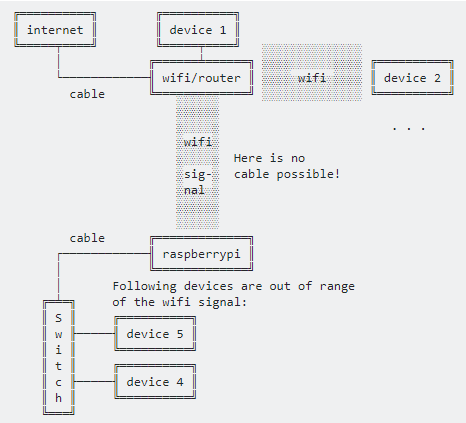 internet
device 1
wifi/router
wifi
device 2
cable
. . .
wifi
sig-
nal
Here is no
cable possible!
cable
raspberrypi
Following devices are out of range
of the wifi signal:
Switch
device 5
device 4